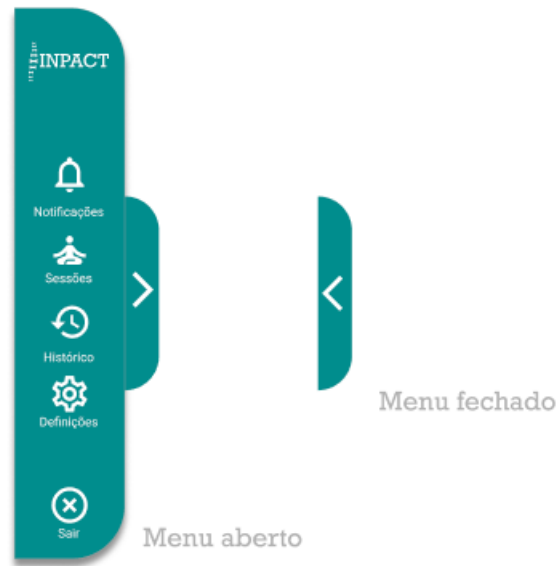 INPACT
Notificações
Sessões
Histórico
Definições
Sair
Menu aberto
Menu fechado